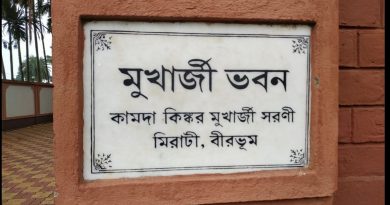 মুখার্জী ভবন
কামদা কিঙ্কর মুখার্জী সরণী
মিরাটী, বীরভূম